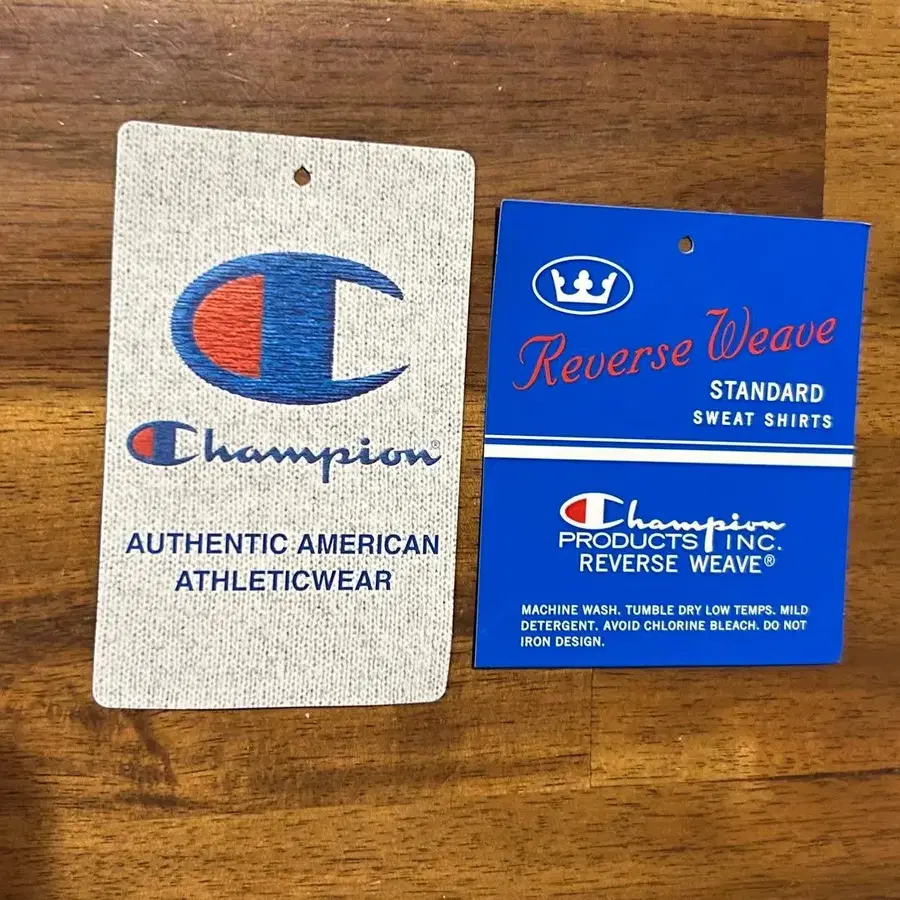 Champion®
AUTHENTIC AMERICAN
ATHLETICWEAR
Reverse Weave
STANDARD
SWEAT SHIRTS
Champion
PRODUCTS INC.
REVERSE WEAVE®
MACHINE WASH. TUMBLE DRY LOW TEMPS. MILD
DETERGENT. AVOID CHLORINE BLEACH. DO NOT
IRON DESIGN.